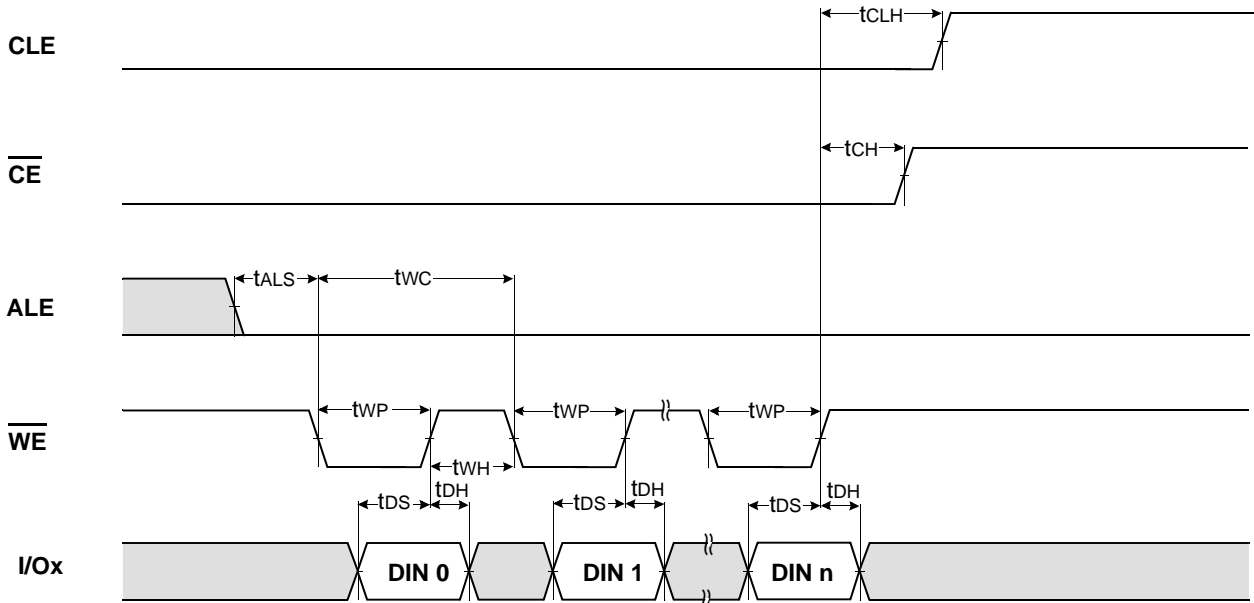 CLE
tCLH
CE
tCH
ALE
tALS
tWC
WE
tWP
tWP
tWP
tWH
tDS
tDH
tDS
tDH
tDS
tDH
I/Ox
DIN 0
DIN 1
DIN n